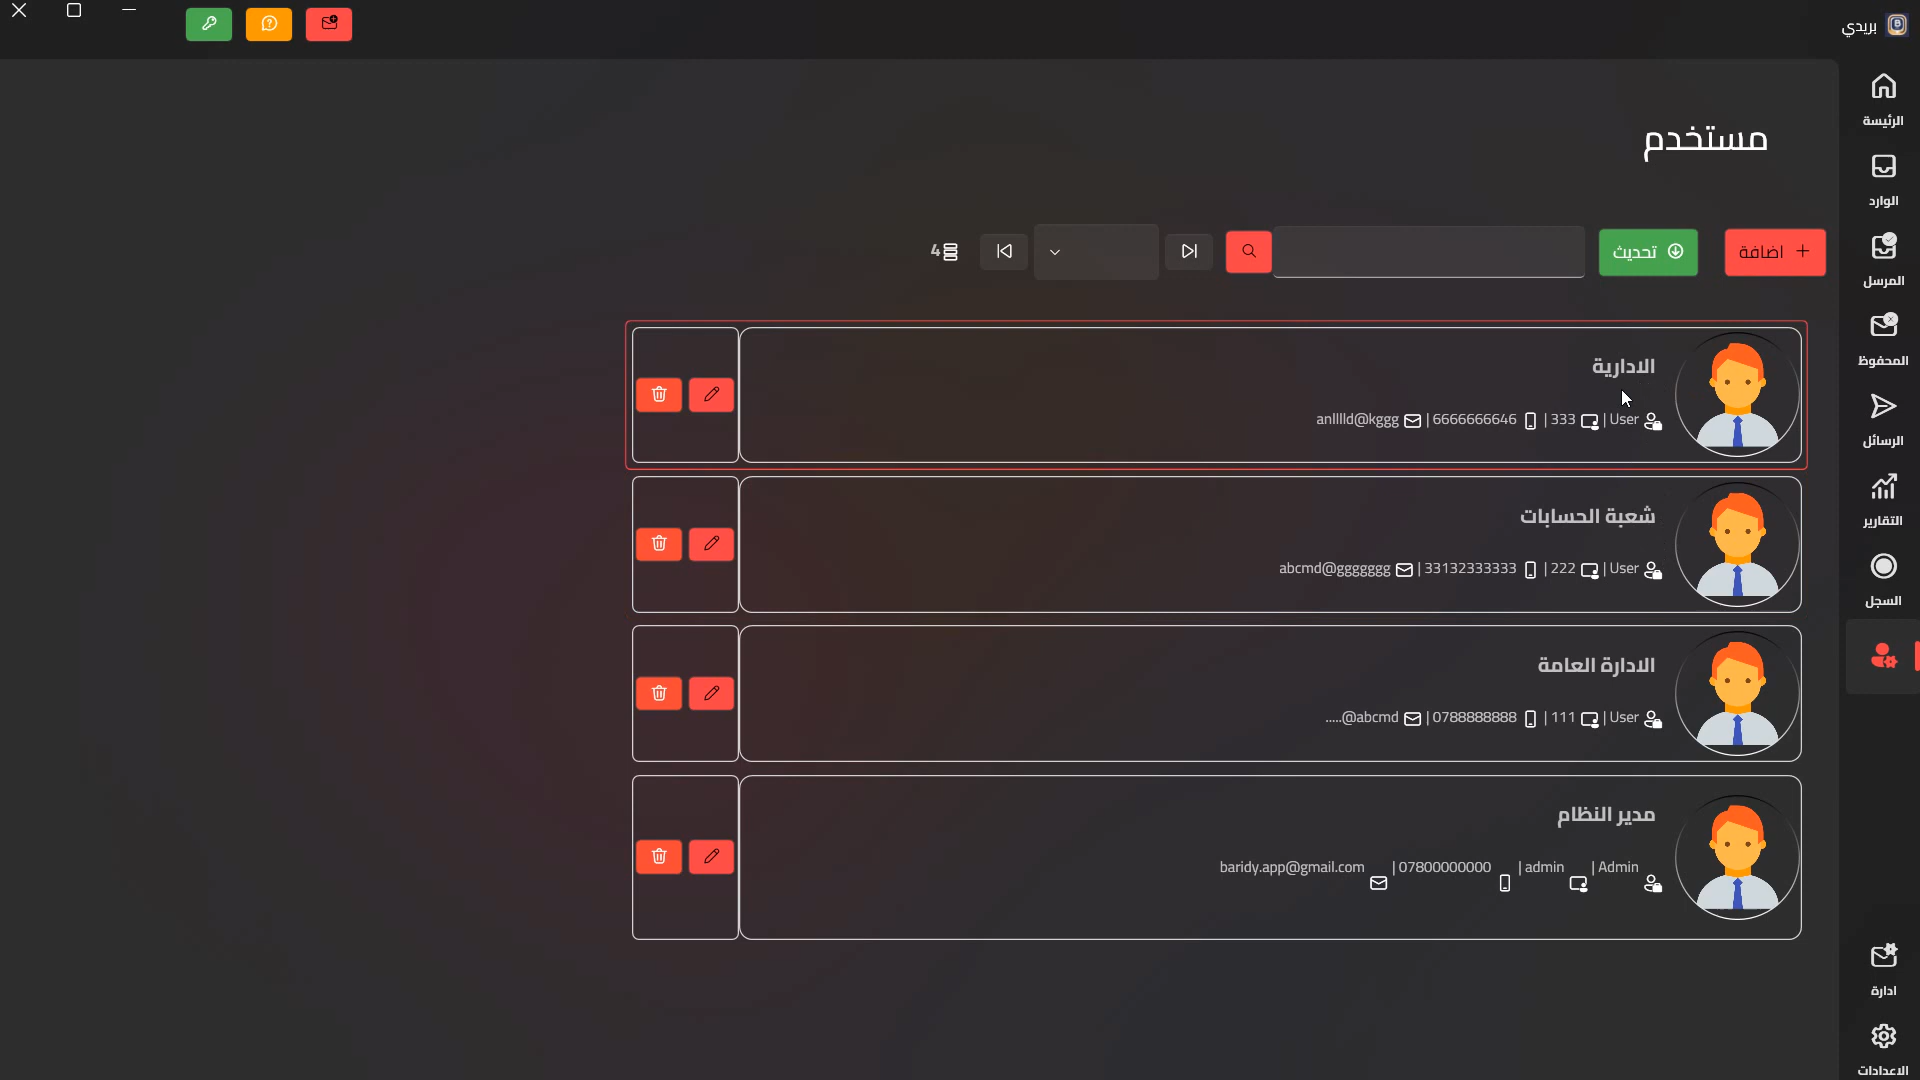 بريدي
الرئيسة
الوارد
المرسل
المحفوظ
الرسائل
التقارير
السجل
ادارة
الاعدادات
مستخدم
اضافة
تحديث
4
الادارية
User | 333 | 6666666646 | anlllld@kggg
شعبة الحسابات
User | 222 | 33132333333 | abcmd@ggggggg
الادارة العامة
User | 111 | 0788888888 | abcmd@.....
مدير النظام
Admin | admin | 07800000000 | baridy.app@gmail.com